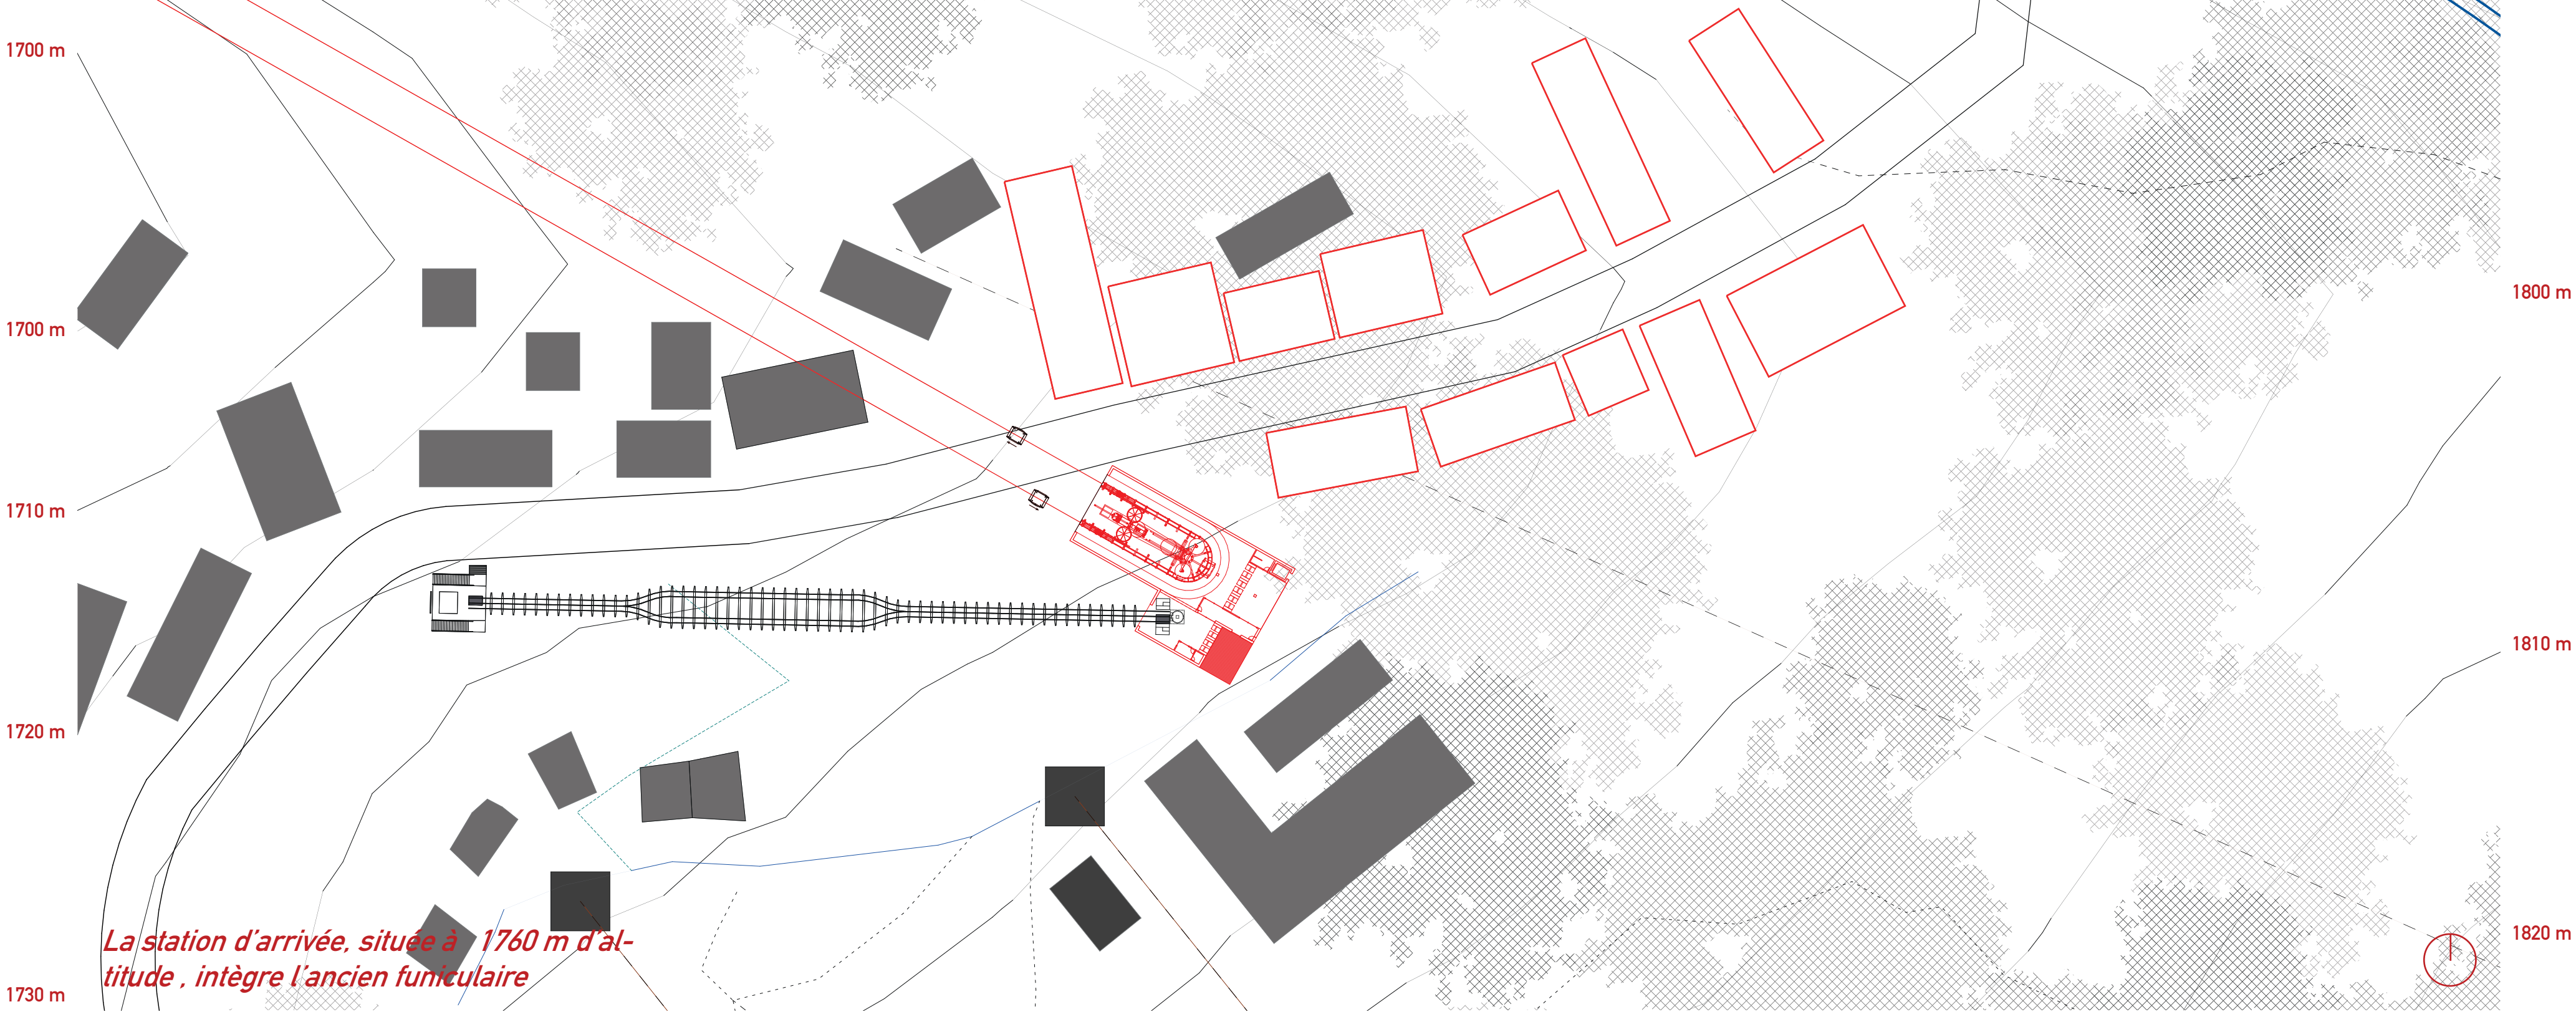 1700 m
1700 m
1710 m
1720 m
1730 m
1800 m
1810 m
1820 m
La station d'arrivée, située à 1760 m d'al-
titude , intègre l'ancien funiculaire